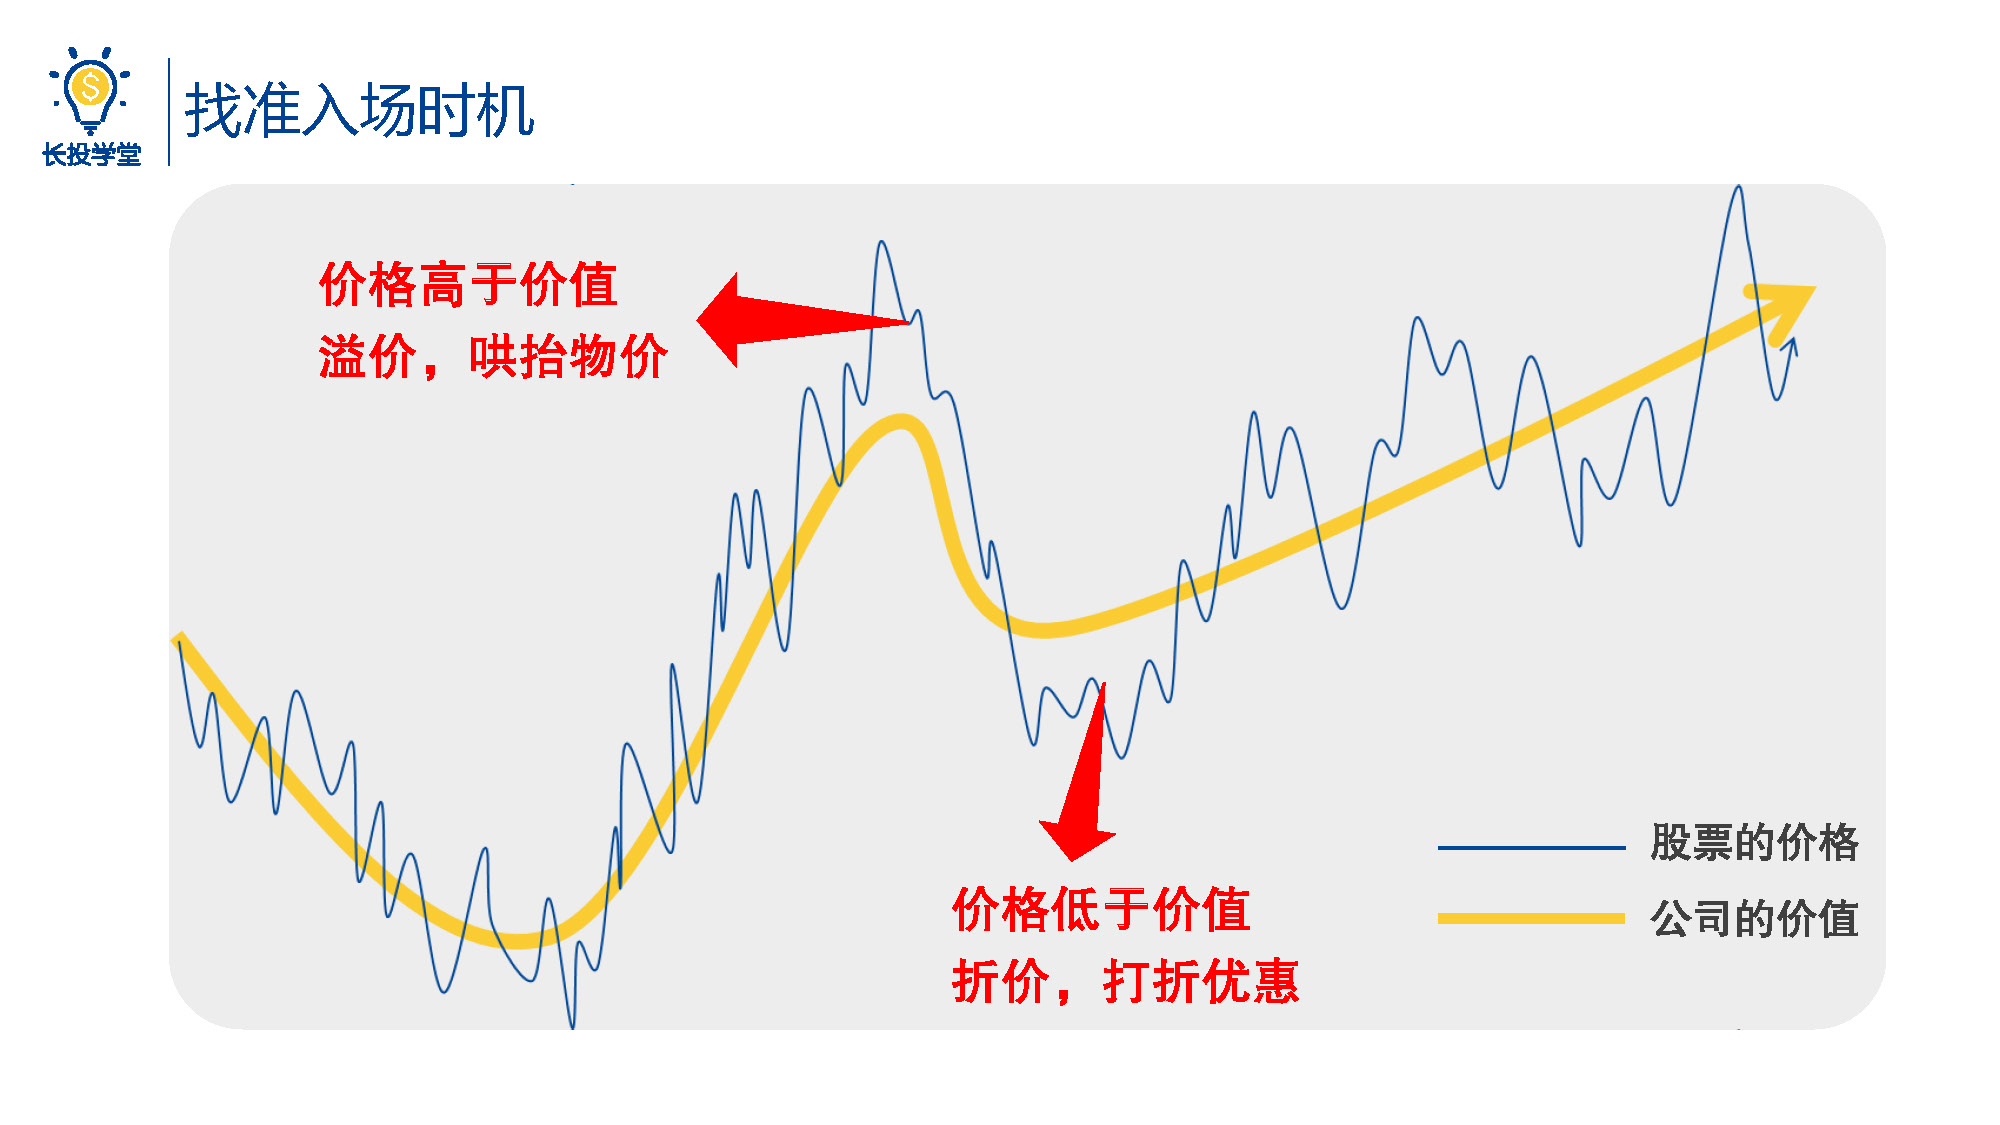 长投学堂
找准入场时机
价格高于价值
溢价，哄抬物价
价格低于价值
折价，打折优惠
股票的价格
公司的价值